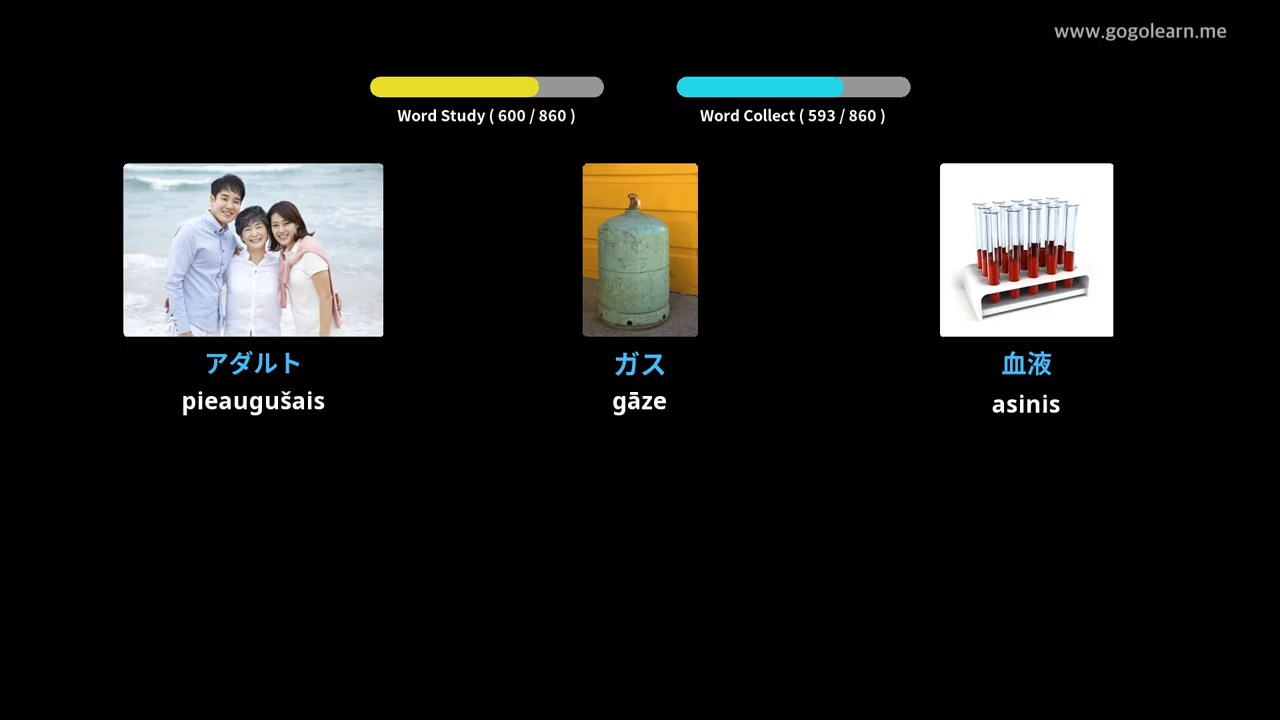 www.gogolearn.me
Word Study ( 600 / 860 )
Word Collect ( 593 / 860 )
アダルト
ガス
血液
pieaugušais
gāze
asinis